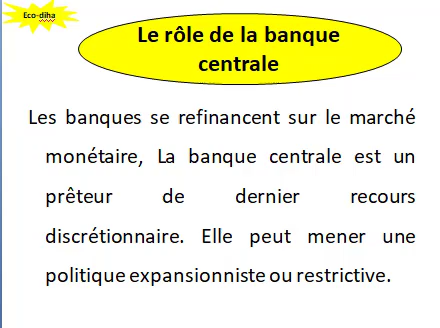 Eco-diha
Le rôle de la banque
centrale
Les banques se refinancent sur le marché
monétaire, La banque centrale est un
prêteur de dernier recours
discrétionnaire. Elle peut mener une
politique expansionniste ou restrictive.